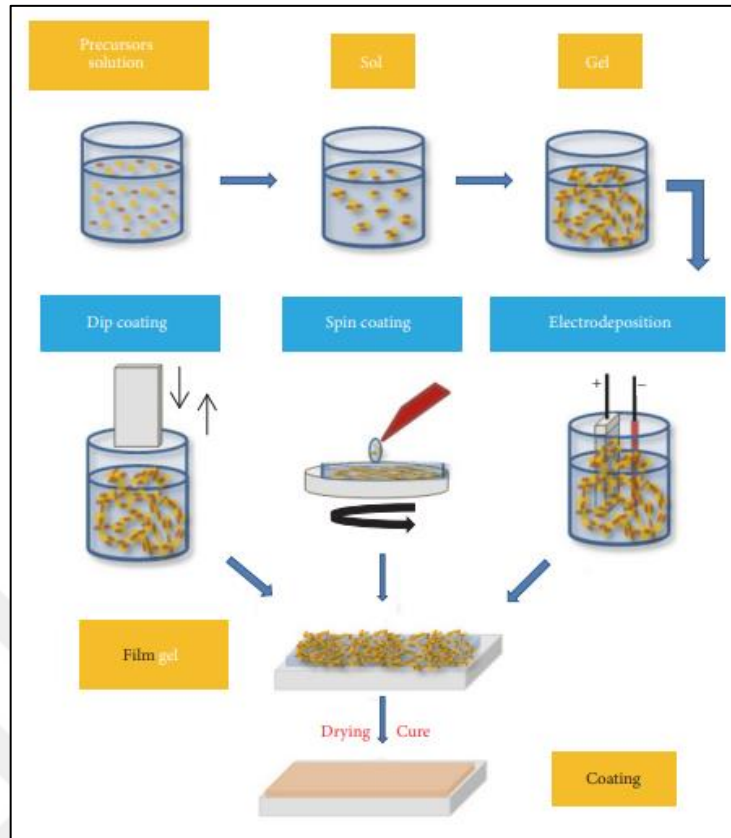 Precursors
solution
Sol
Gel
Dip coating
Spin coating
Electrodeposition
+
–
Film gel
Drying
Cure
Coating